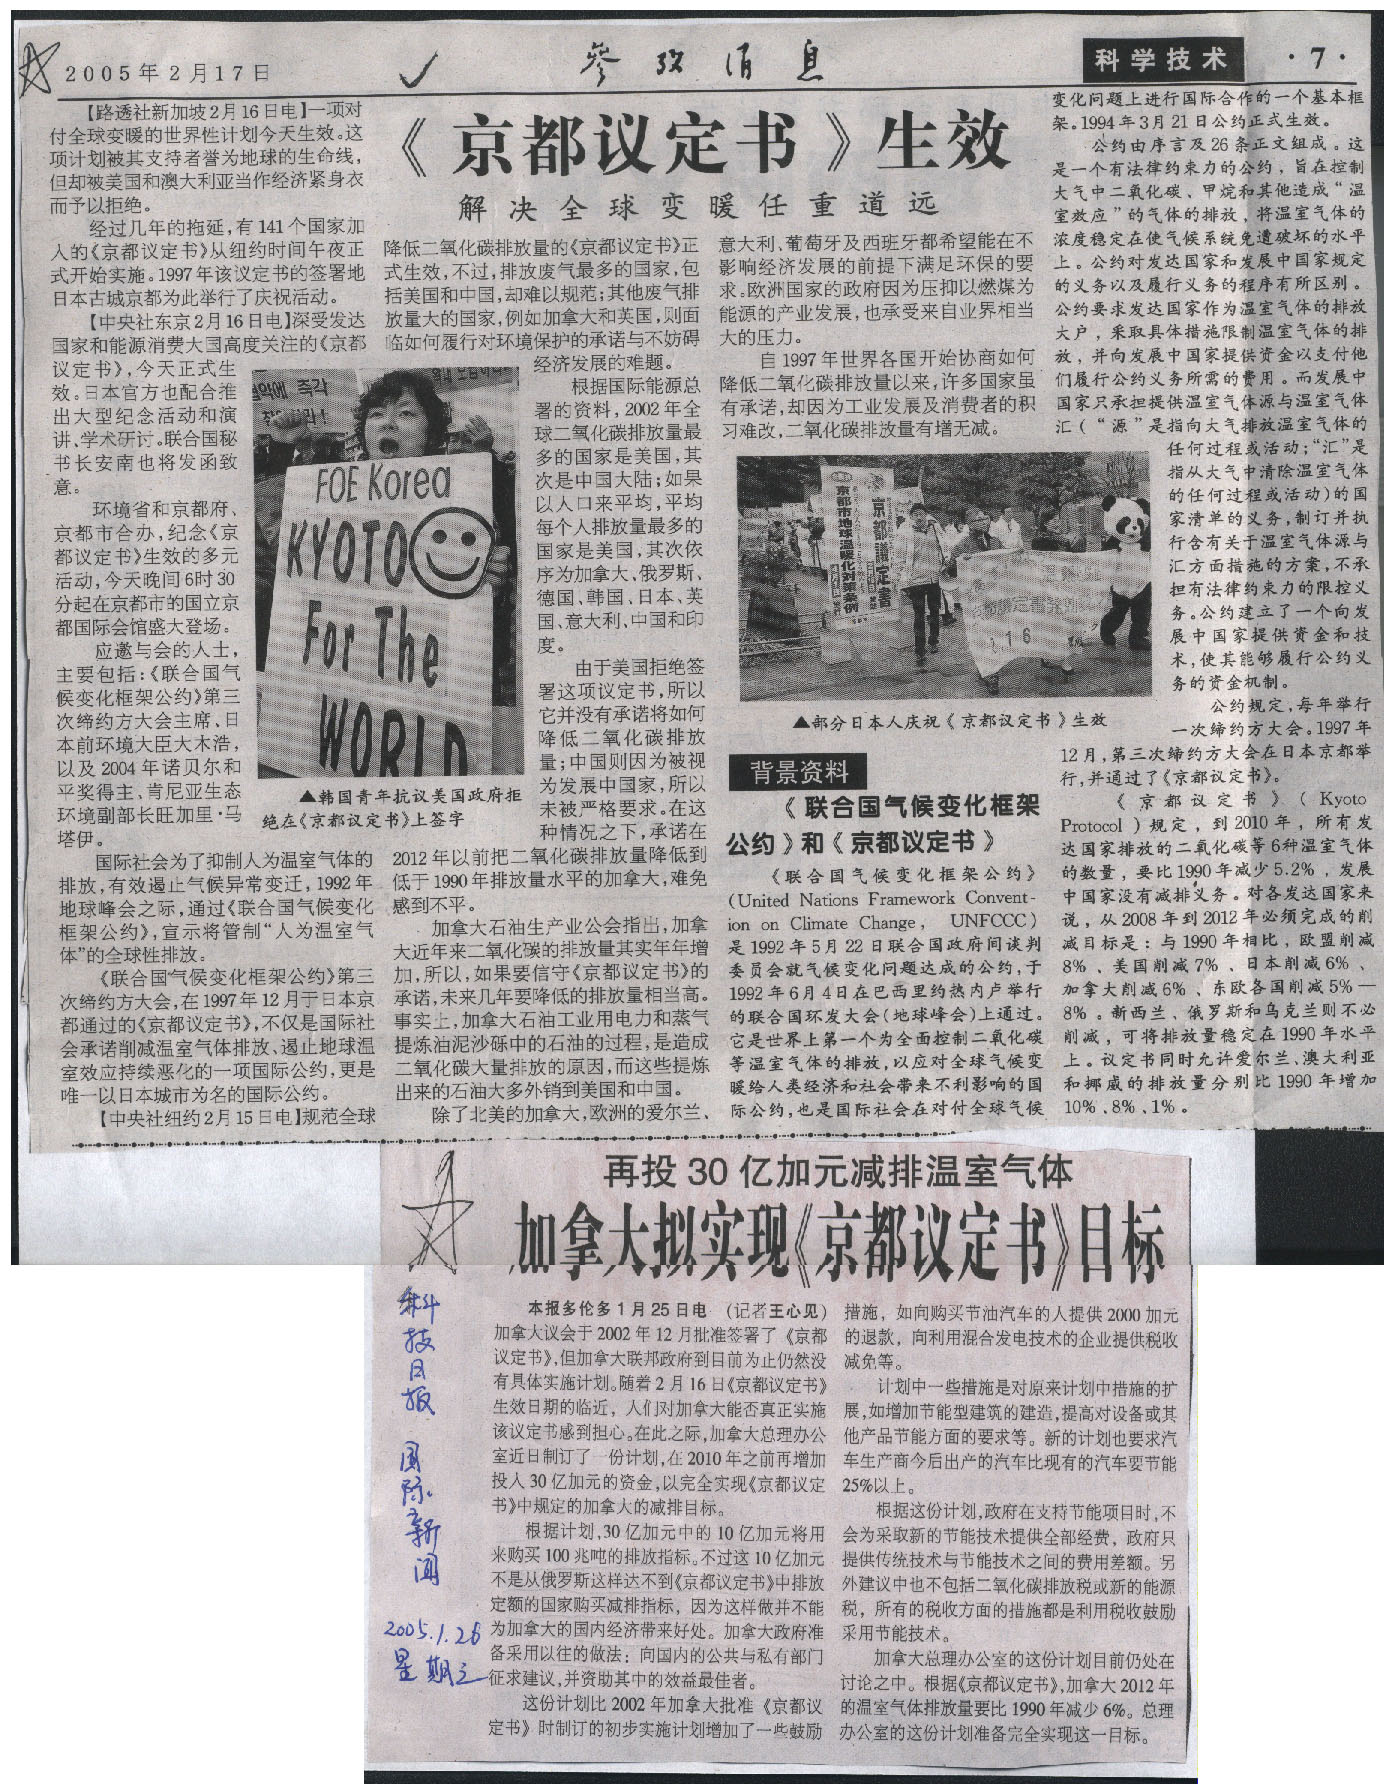 2005年2月17日
参考消息
科学技术
·7·
《京都议定书》生效
解决全球变暖任重道远
【路透社新加坡2月16日电】一项对
付全球变暖的世界性计划今天生效。这
项计划被其支持者誉为地球的生命线,
但却被美国和澳大利亚当作经济紧身衣
而予以拒绝。
经过几年的拖延,有141个国家加
入的《京都议定书》从纽约时间午夜正
式开始实施。1997年该议定书的签署地
日本古城京都为此举行了庆祝活动。
【中央社东京2月16日电】深受发达
国家和能源消费大国高度关注的《京都
议定书》,今天正式生
效。日本官方也配合推
出大型纪念活动和演
讲、学术研讨。联合国秘
书长安南也将发函致
意。
环境省和京都府、
京都市合办,纪念《京
都议定书》生效的多元
活动,今天晚间6时30
分起在京都市的国立京
都国际会馆盛大登场。
应邀与会的人士,
主要包括:《联合国气
候变化框架公约》第三
次缔约方大会主席、日
本前环境大臣大木浩,
以及2004年诺贝尔和
平奖得主、肯尼亚生态
环境副部长旺加里·马
塔伊。
国际社会为了抑制人为温室气体的
排放,有效遏止气候异常变迁,1992年
地球峰会之际,通过《联合国气候变化
框架公约》,宣示将管制“人为温室气
体”的全球性排放。
《联合国气候变化框架公约》第三
次缔约方大会,在1997年12月于日本京
都通过的《京都议定书》,不仅是国际社
会承诺削减温室气体排放、遏止地球温
室效应持续恶化的一项国际公约,更是
唯一以日本城市为名的国际公约。
【中央社纽约2月15日电】规范全球
降低二氧化碳排放量的《京都议定书》正
式生效,不过,排放废气最多的国家,包
括美国和中国,却难以规范;其他废气排
放量大的国家,例如加拿大和英国,则面
临如何履行对环境保护的承诺与不妨碍
经济发展的难题。
根据国际能源总
署的资料,2002年全
球二氧化碳排放量最
多的国家是美国,其
次是中国大陆;如果
以人口来平均,平均
每个人排放量最多的
国家是美国,其次依
序为加拿大、俄罗斯、
德国、韩国、日本、英
国、意大利、中国和印
度。
由于美国拒绝签
署这项议定书,所以
它并没有承诺将如何
降低二氧化碳排放
量;中国则因为被视
为发展中国家,所以
未被严格要求。在这
种情况之下,承诺在
2012年以前把二氧化碳排放量降低到
低于1990年排放量水平的加拿大,难免
感到不平。
加拿大石油生产业公会指出,加拿
大近年来二氧化碳的排放量其实年年增
加,所以,如果要信守《京都议定书》的
承诺,未来几年要降低的排放量相当高。
事实上,加拿大石油工业用电力和蒸气
提炼油泥沙砾中的石油的过程,是造成
二氧化碳大量排放的原因,而这些提炼
出来的石油大多外销到美国和中国。
除了北美的加拿大,欧洲的爱尔兰、
FOE Korea
KYOTO
For The
WORLD
▲韩国青年抗议美国政府拒
绝在《京都议定书》上签字
意大利、葡萄牙及西班牙都希望能在不
影响经济发展的前提下满足环保的要
求。欧洲国家的政府因为压抑以燃煤为
能源的产业发展,也承受来自业界相当
大的压力。
自1997年世界各国开始协商如何
降低二氧化碳排放量以来,许多国家虽
有承诺,却因为工业发展及消费者的积
习难改,二氧化碳排放量有增无减。
京都市地球温暖化対策条例
京都議定書
▲部分日本人庆祝《京都议定书》生效
背景资料
《联合国气候变化框架
公约》和《京都议定书》
《联合国气候变化框架公约》
(United Nations Framework Convent-
ion on Climate Change, UNFCCC)
是1992年5月22日联合国政府间谈判
委员会就气候变化问题达成的公约,于
1992年6月4日在巴西里约热内卢举行
的联合国环发大会(地球峰会)上通过。
它是世界上第一个为全面控制二氧化碳
等温室气体的排放,以应对全球气候变
暖给人类经济和社会带来不利影响的国
际公约,也是国际社会在对付全球气候
变化问题上进行国际合作的一个基本框
架。1994年3月21日公约正式生效。
公约由序言及26条正文组成。这
是一个有法律约束力的公约,旨在控制
大气中二氧化碳、甲烷和其他造成“温
室效应”的气体的排放,将温室气体的
浓度稳定在使气候系统免遭破坏的水平
上。公约对发达国家和发展中国家规定
的义务以及履行义务的程序有所区别。
公约要求发达国家作为温室气体的排放
大户,采取具体措施限制温室气体的排
放,并向发展中国家提供资金以支付他
们履行公约义务所需的费用。而发展中
国家只承担提供温室气体源与温室气体
汇(“源”是指向大气排放温室气体的
任何过程或活动;“汇”是
指从大气中清除温室气体
的任何过程或活动)的国
家清单的义务,制订并执
行含有关于温室气体源与
汇方面措施的方案,不承
担有法律约束力的限控义
务。公约建立了一个向发
展中国家提供资金和技
术,使其能够履行公约义
务的资金机制。
公约规定,每年举行
一次缔约方大会。1997年
12月,第三次缔约方大会在日本京都举
行,并通过了《京都议定书》。
《京都议定书》(Kyoto
Protocol)规定,到2010年,所有发
达国家排放的二氧化碳等6种温室气体
的数量,要比1990年减少5.2%,发展
中国家没有减排义务。对各发达国家来
说,从2008年到2012年必须完成的削
减目标是:与1990年相比,欧盟削减
8%、美国削减7%、日本削减6%、
加拿大削减6%、东欧各国削减5%—
8%。新西兰、俄罗斯和乌克兰则不必
削减,可将排放量稳定在1990年水平
上。议定书同时允许爱尔兰、澳大利亚
和挪威的排放量分别比1990年增加
10%、8%、1%。
再投30亿加元减排温室气体
加拿大拟实现《京都议定书》目标
科技日报 国际新闻
2005.1.26
星期三
本报多伦多1月25日电 (记者王心见)
加拿大议会于2002年12月批准签署了《京都
议定书》,但加拿大联邦政府到目前为止仍然没
有具体实施计划。随着2月16日《京都议定书》
生效日期的临近,人们对加拿大能否真正实施
该议定书感到担心。在此之际,加拿大总理办公
室近日制订了一份计划,在2010年之前再增加
投入30亿加元的资金,以完全实现《京都议定
书》中规定的加拿大的减排目标。
根据计划,30亿加元中的10亿加元将用
来购买100兆吨的排放指标。不过这10亿加元
不是从俄罗斯这样达不到《京都议定书》中排放
定额的国家购买减排指标,因为这样做并不能
为加拿大的国内经济带来好处。加拿大政府准
备采用以往的做法:向国内的公共与私有部门
征求建议,并资助其中的效益最佳者。
这份计划比2002年加拿大批准《京都议
定书》时制订的初步实施计划增加了一些鼓励
措施,如向购买节油汽车的人提供2000加元
的退款,向利用混合发电技术的企业提供税收
减免等。
计划中一些措施是对原来计划中措施的扩
展,如增加节能型建筑的建造,提高对设备或其
他产品节能方面的要求等。新的计划也要求汽
车生产商今后出产的汽车比现有的汽车要节能
25%以上。
根据这份计划,政府在支持节能项目时,不
会为采取新的节能技术提供全部经费,政府只
提供传统技术与节能技术之间的费用差额。另
外建议中也不包括二氧化碳排放税或新的能源
税,所有的税收方面的措施都是利用税收鼓励
采用节能技术。
加拿大总理办公室的这份计划目前仍处在
讨论之中。根据《京都议定书》,加拿大2012年
的温室气体排放量要比1990年减少6%。总理
办公室的这份计划准备完全实现这一目标。